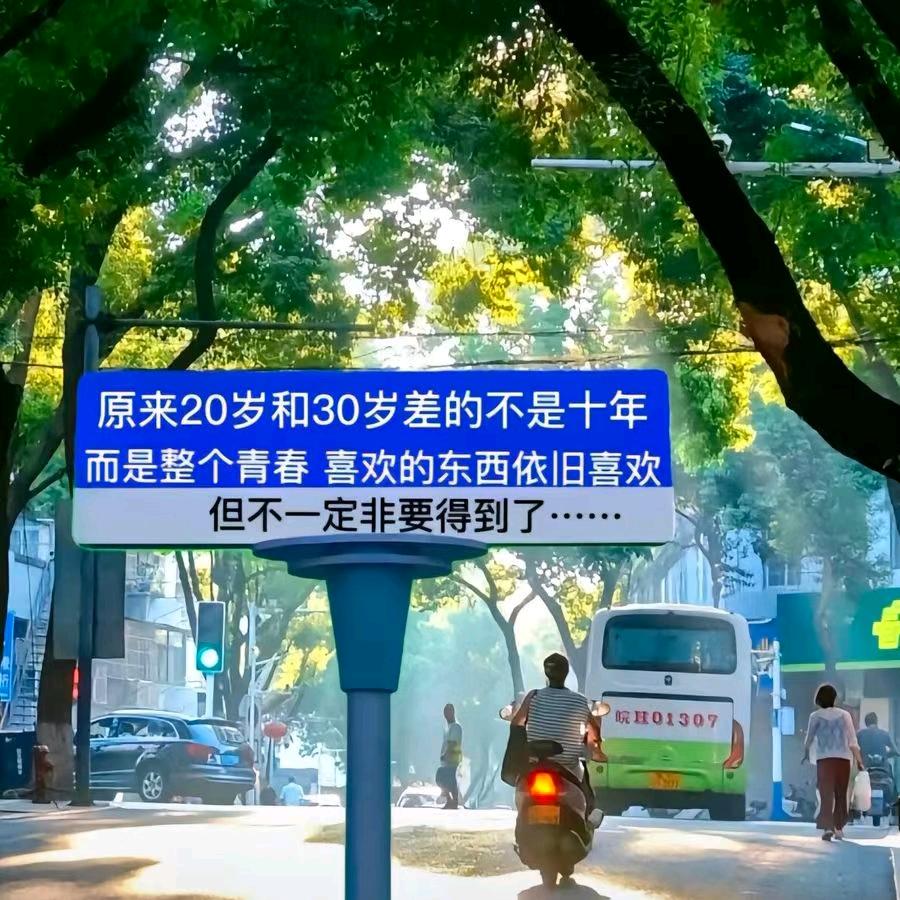 原来20岁和30岁差的不是十年
而是整个青春 喜欢的东西依旧喜欢
但不一定非要得到了……
皖H01307